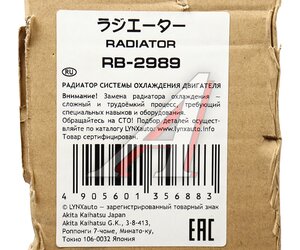 ラジエーター
RADIATOR
RB-2989
RU
РАДИАТОР СИСТЕМЫ ОХЛАЖДЕНИЯ ДВИГАТЕЛЯ
Внимание! Замена радиатора охлаждения —
сложный и трудоёмкий процесс, требующий
специальных навыков и оборудования.
Обращайтесь на СТО! Подбор деталей осущест-
вляйте по каталогу LYNXauto: www.lynxauto.info
Товар сертифицирован.
4 905601 356883
EAC
© LYNXauto — зарегистрированный товарный знак
Akita Kaihatsu Japan
Akita Kaihatsu G.K., 3-8-413,
Роппонги 7-чоме, Минато-ку,
Токио 106-0032 Япония